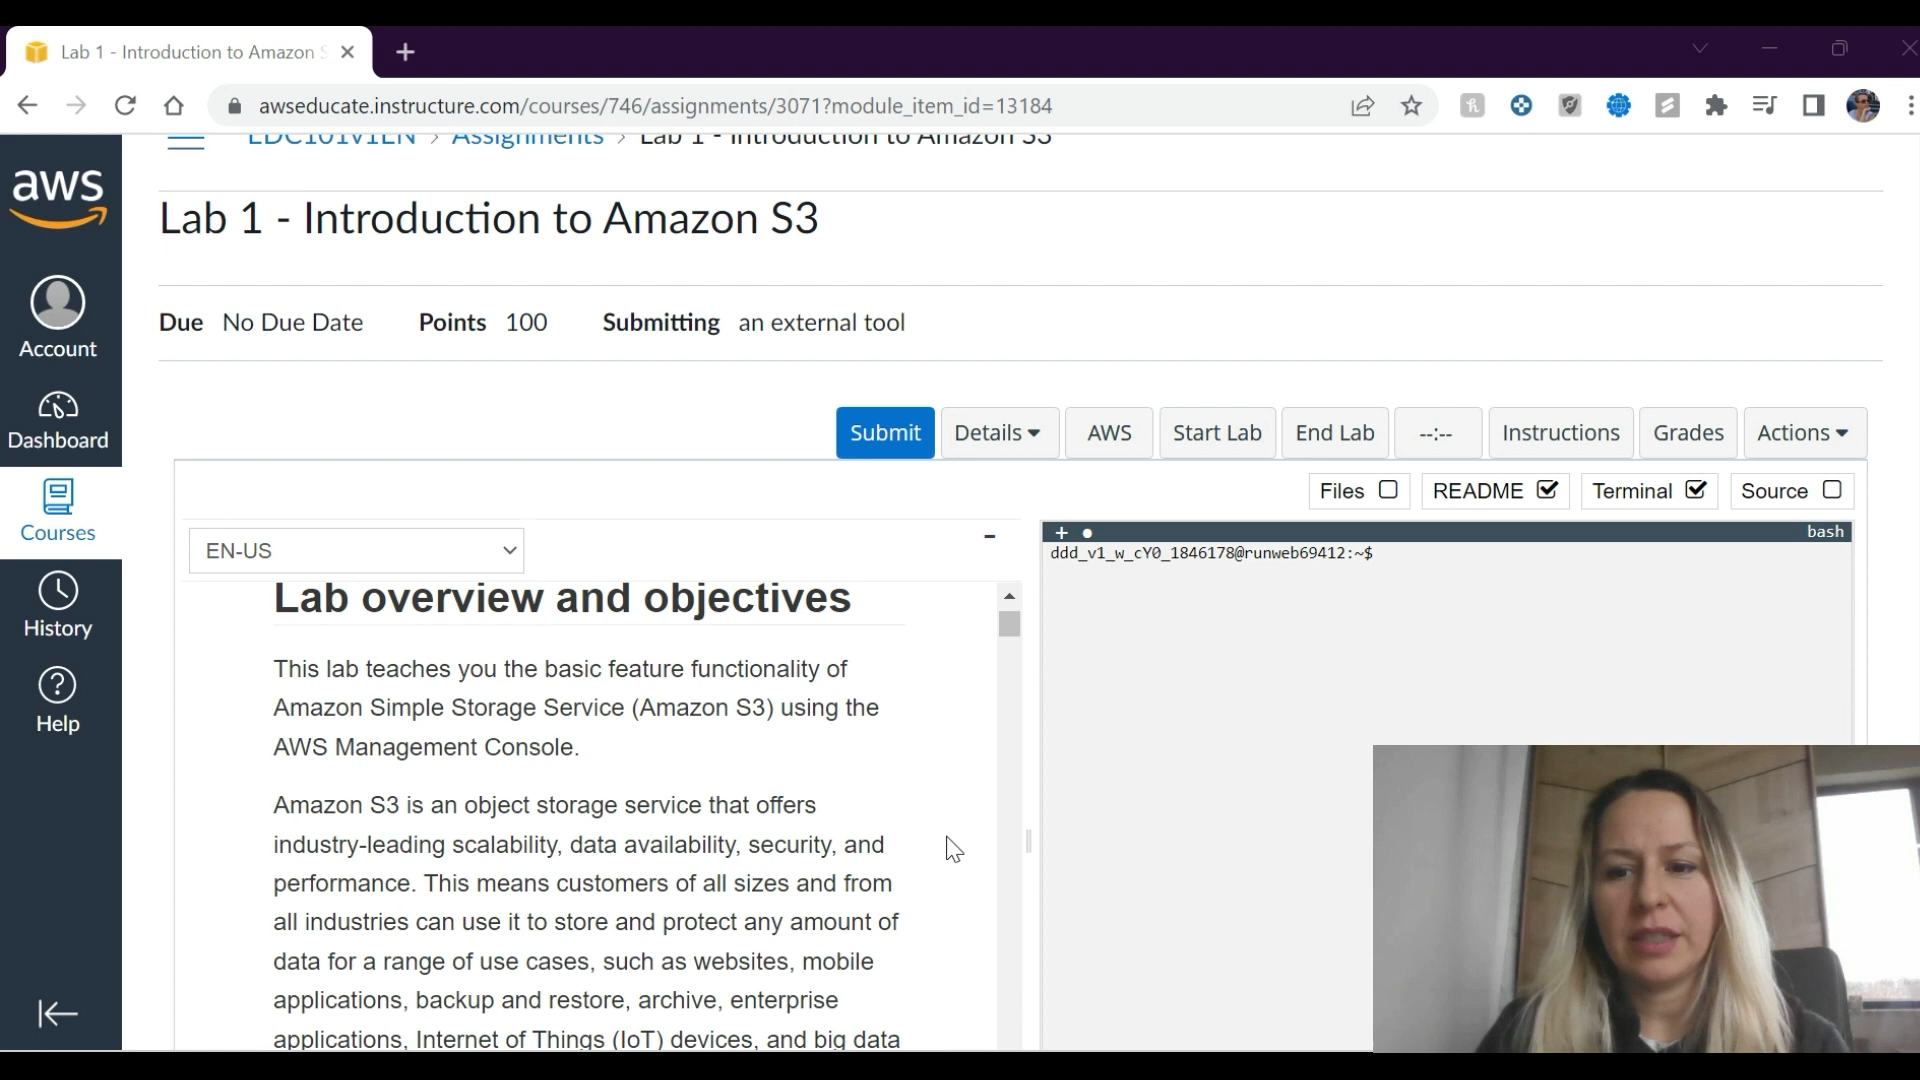 Lab 1 - Introduction to Amazon S
awseducate.instructure.com/courses/746/assignments/3071?module_item_id=13184
EDC101v1EN > Assignments > Lab 1 - Introduction to Amazon S3
aws
Account
Dashboard
Courses
History
Help
Lab 1 - Introduction to Amazon S3
Due No Due Date Points 100 Submitting an external tool
Submit Details AWS Start Lab End Lab --:-- Instructions Grades Actions
Files README Terminal Source
EN-US
bash
ddd_v1_w_cY0_1846178@runweb69412:~$
Lab overview and objectives
This lab teaches you the basic feature functionality of
Amazon Simple Storage Service (Amazon S3) using the
AWS Management Console.
Amazon S3 is an object storage service that offers
industry-leading scalability, data availability, security, and
performance. This means customers of all sizes and from
all industries can use it to store and protect any amount of
data for a range of use cases, such as websites, mobile
applications, backup and restore, archive, enterprise
applications, Internet of Things (IoT) devices, and big data